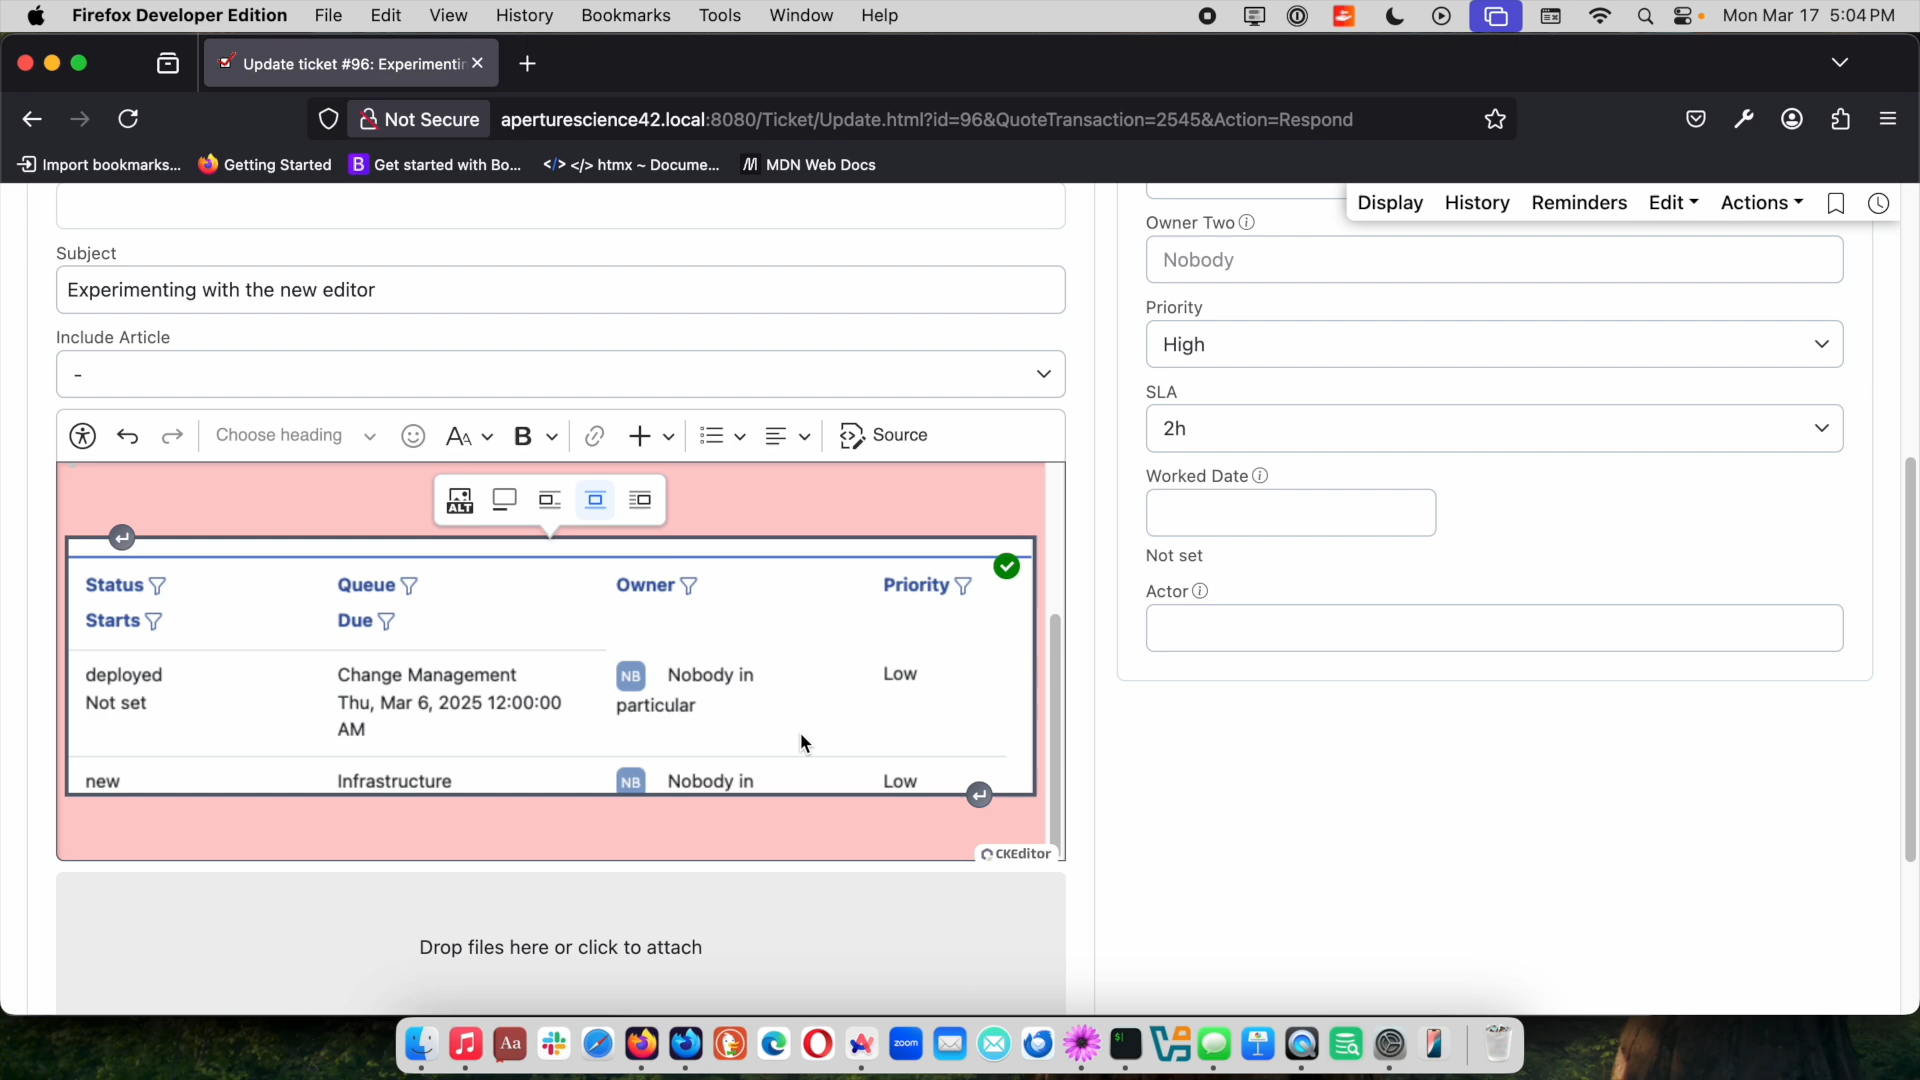 Firefox Developer Edition File Edit View History Bookmarks Tools Window Help Mon Mar 17 5:04 PM
Update ticket #96: Experimentin
Not Secure aperturescience42.local:8080/Ticket/Update.html?id=96&QuoteTransaction=2545&Action=Respond
Import bookmarks... Getting Started B Get started with Bo... </> </> htmx ~ Docume... M MDN Web Docs
Display History Reminders Edit Actions
Subject
Experimenting with the new editor
Include Article
-
Choose heading AA B Source
ALT
Status Queue Owner Priority
Starts Due
deployed Change Management NB Nobody in Low
Not set Thu, Mar 6, 2025 12:00:00 particular
AM
new Infrastructure NB Nobody in Low
CKEditor
Drop files here or click to attach
Owner Two
Nobody
Priority
High
SLA
2h
Worked Date
Not set
Actor
Aa zoom $